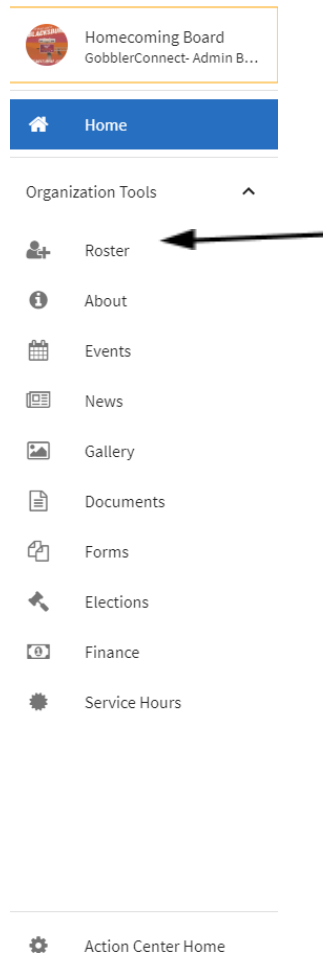 Homecoming Board
GobblerConnect- Admin B...
Home
Organization Tools
Roster
About
Events
News
Gallery
Documents
Forms
Elections
Finance
Service Hours
Action Center Home